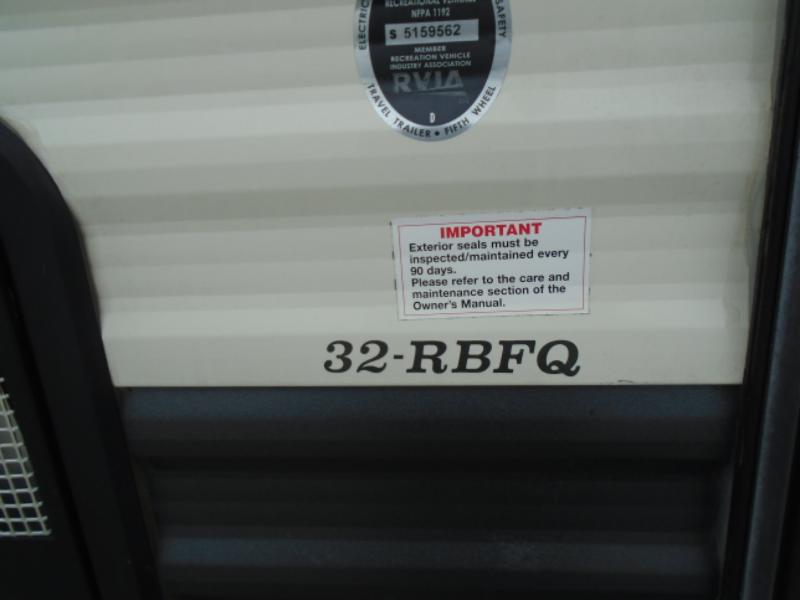 RECREATIONAL VEHICLES
NFPA 1192
S 5159562
MEMBER
RECREATION VEHICLE
INDUSTRY ASSOCIATION
RVIA
D
SAFETY
TRAVEL TRAILER • FIFTH WHEEL
IMPORTANT
Exterior seals must be
inspected/maintained every
90 days.
Please refer to the care and
maintenance section of the
Owner's Manual.
32-RBFQ